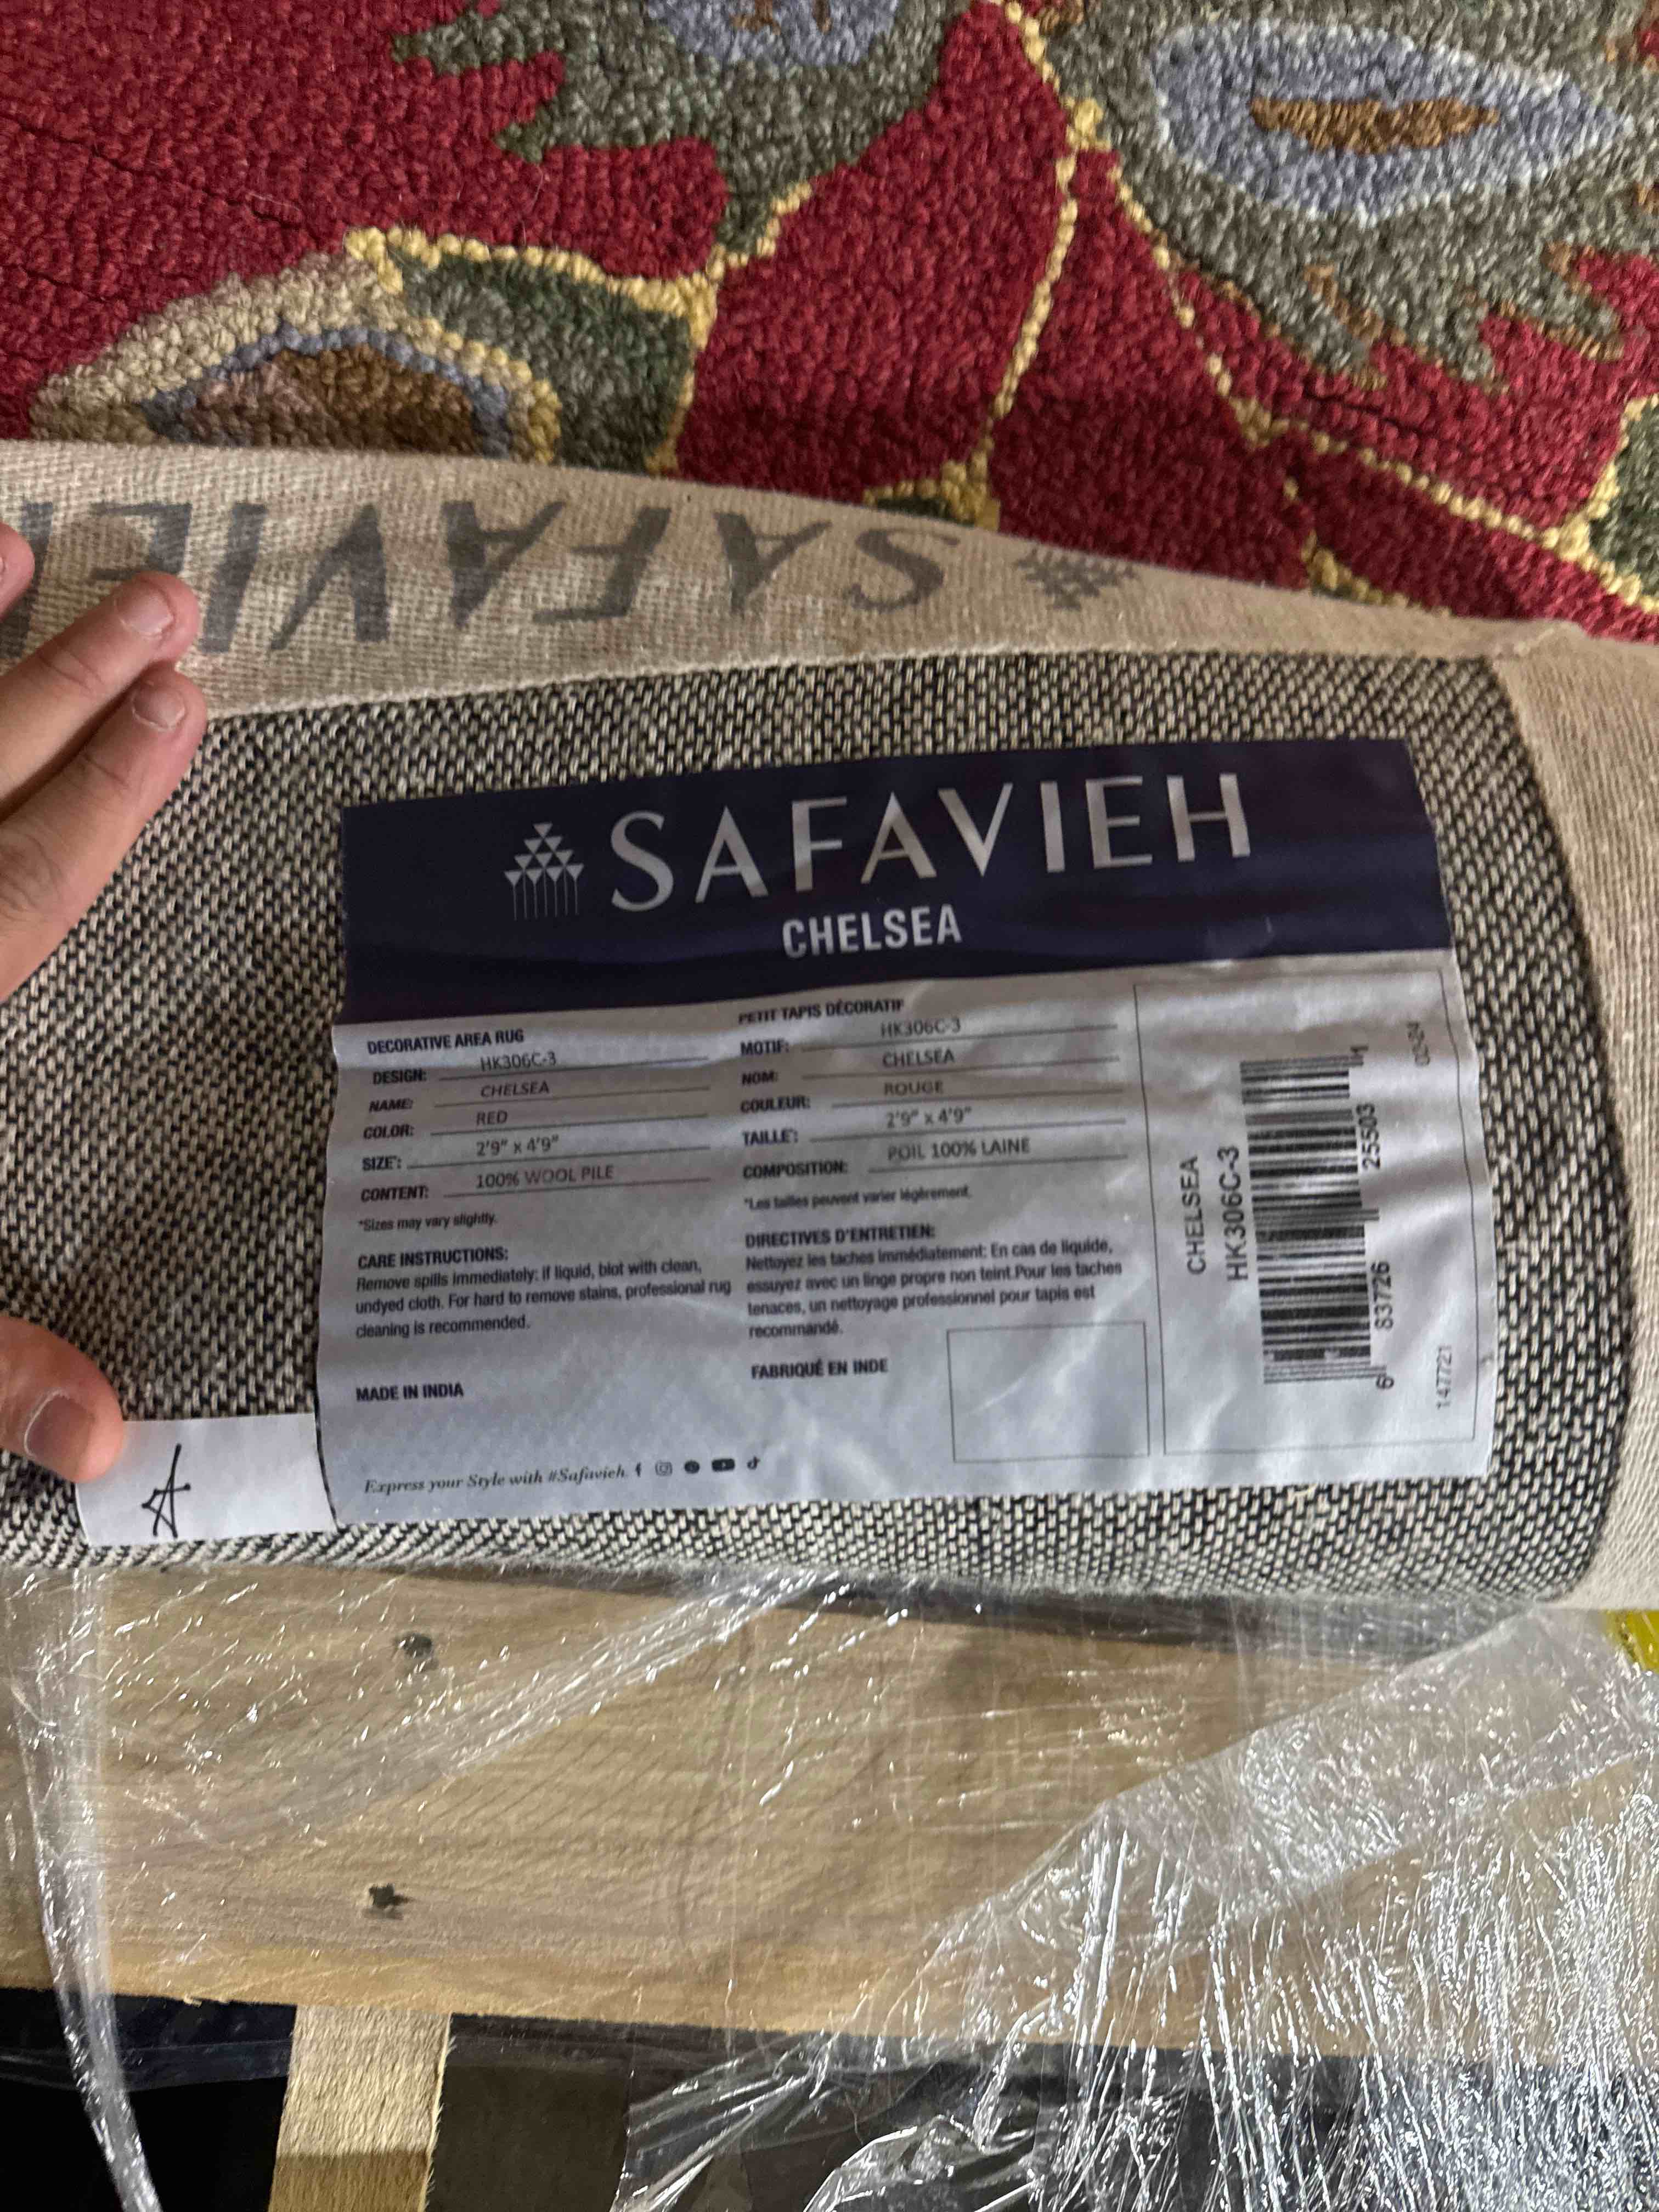 SAFAVIEH
SAFAVIEH
CHELSEA
DECORATIVE AREA RUG
DESIGN: HK306C-3
NAME: CHELSEA
COLOR: RED
SIZE*: 2'9" x 4'9"
CONTENT: 100% WOOL PILE
*Sizes may vary slightly.
CARE INSTRUCTIONS:
Remove spills immediately; if liquid, blot with clean,
undyed cloth. For hard to remove stains, professional rug
cleaning is recommended.
MADE IN INDIA
PETIT TAPIS DÉCORATIF
MOTIF: HK306C-3
NOM: CHELSEA
COULEUR: ROUGE
TAILLE*: 2'9" x 4'9"
COMPOSITION: POIL 100% LAINE
*Les tailles peuvent varier légèrement.
DIRECTIVES D'ENTRETIEN:
Nettoyez les taches immédiatement: En cas de liquide,
essuyez avec un linge propre non teint.Pour les taches
tenaces, un nettoyage professionnel pour tapis est
recommandé.
FABRIQUÉ EN INDE
Express your Style with #Safavieh
CHELSEA
HK306C-3
6 83726 25503 1
147721
A